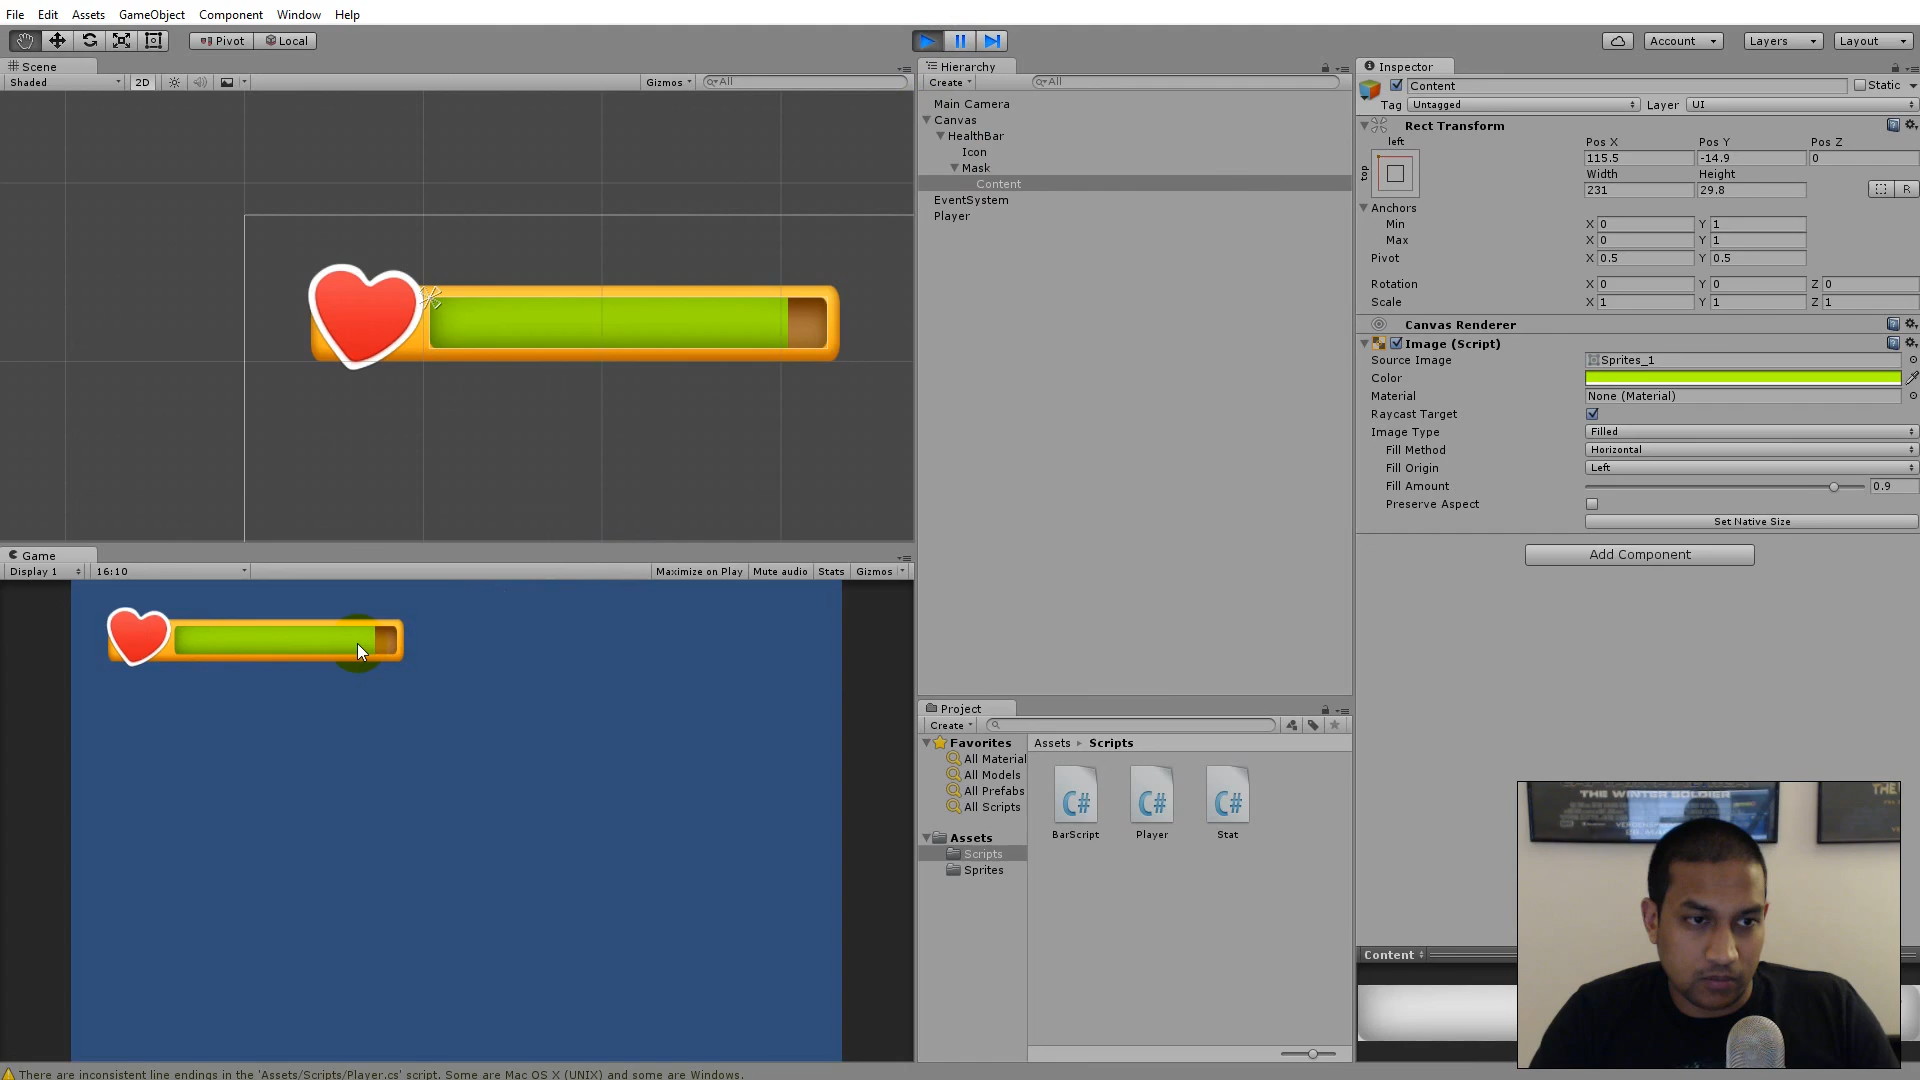 File Edit Assets GameObject Component Window Help
Pivot Local Account Layers Layout
Scene
Shaded 2D Gizmos All
Game
Display 1 16:10 Maximize on Play Mute audio Stats Gizmos
Hierarchy
Create All
Main Camera
Canvas
HealthBar
Icon
Mask
Content
EventSystem
Player
Project
Create
Favorites
All Material
All Models
All Prefabs
All Scripts
Assets
Scripts
Sprites
Assets Scripts
C# C# C#
BarScript Player Stat
Inspector
Content Static
Tag Untagged Layer UI
Rect Transform
left
top
Pos X Pos Y Pos Z
115.5 -14.9 0
Width Height
231 29.8 R
Anchors
Min X 0 Y 1
Max X 0 Y 1
Pivot X 0.5 Y 0.5
Rotation X 0 Y 0 Z 0
Scale X 1 Y 1 Z 1
Canvas Renderer
Image (Script)
Source Image Sprites_1
Color
Material None (Material)
Raycast Target
Image Type Filled
Fill Method Horizontal
Fill Origin Left
Fill Amount 0.9
Preserve Aspect
Set Native Size
Add Component
Content
THE WINTER SOLDIER
There are inconsistent line endings in the 'Assets/Scripts/Player.cs' script. Some are Mac OS X (UNIX) and some are Windows.